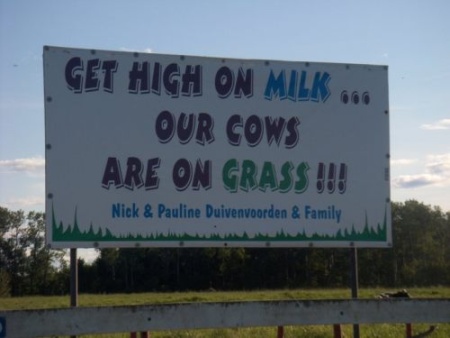 GET HIGH ON MILK ...
OUR COWS
ARE ON GRASS!!!
Nick & Pauline Duivenvoorden & Family